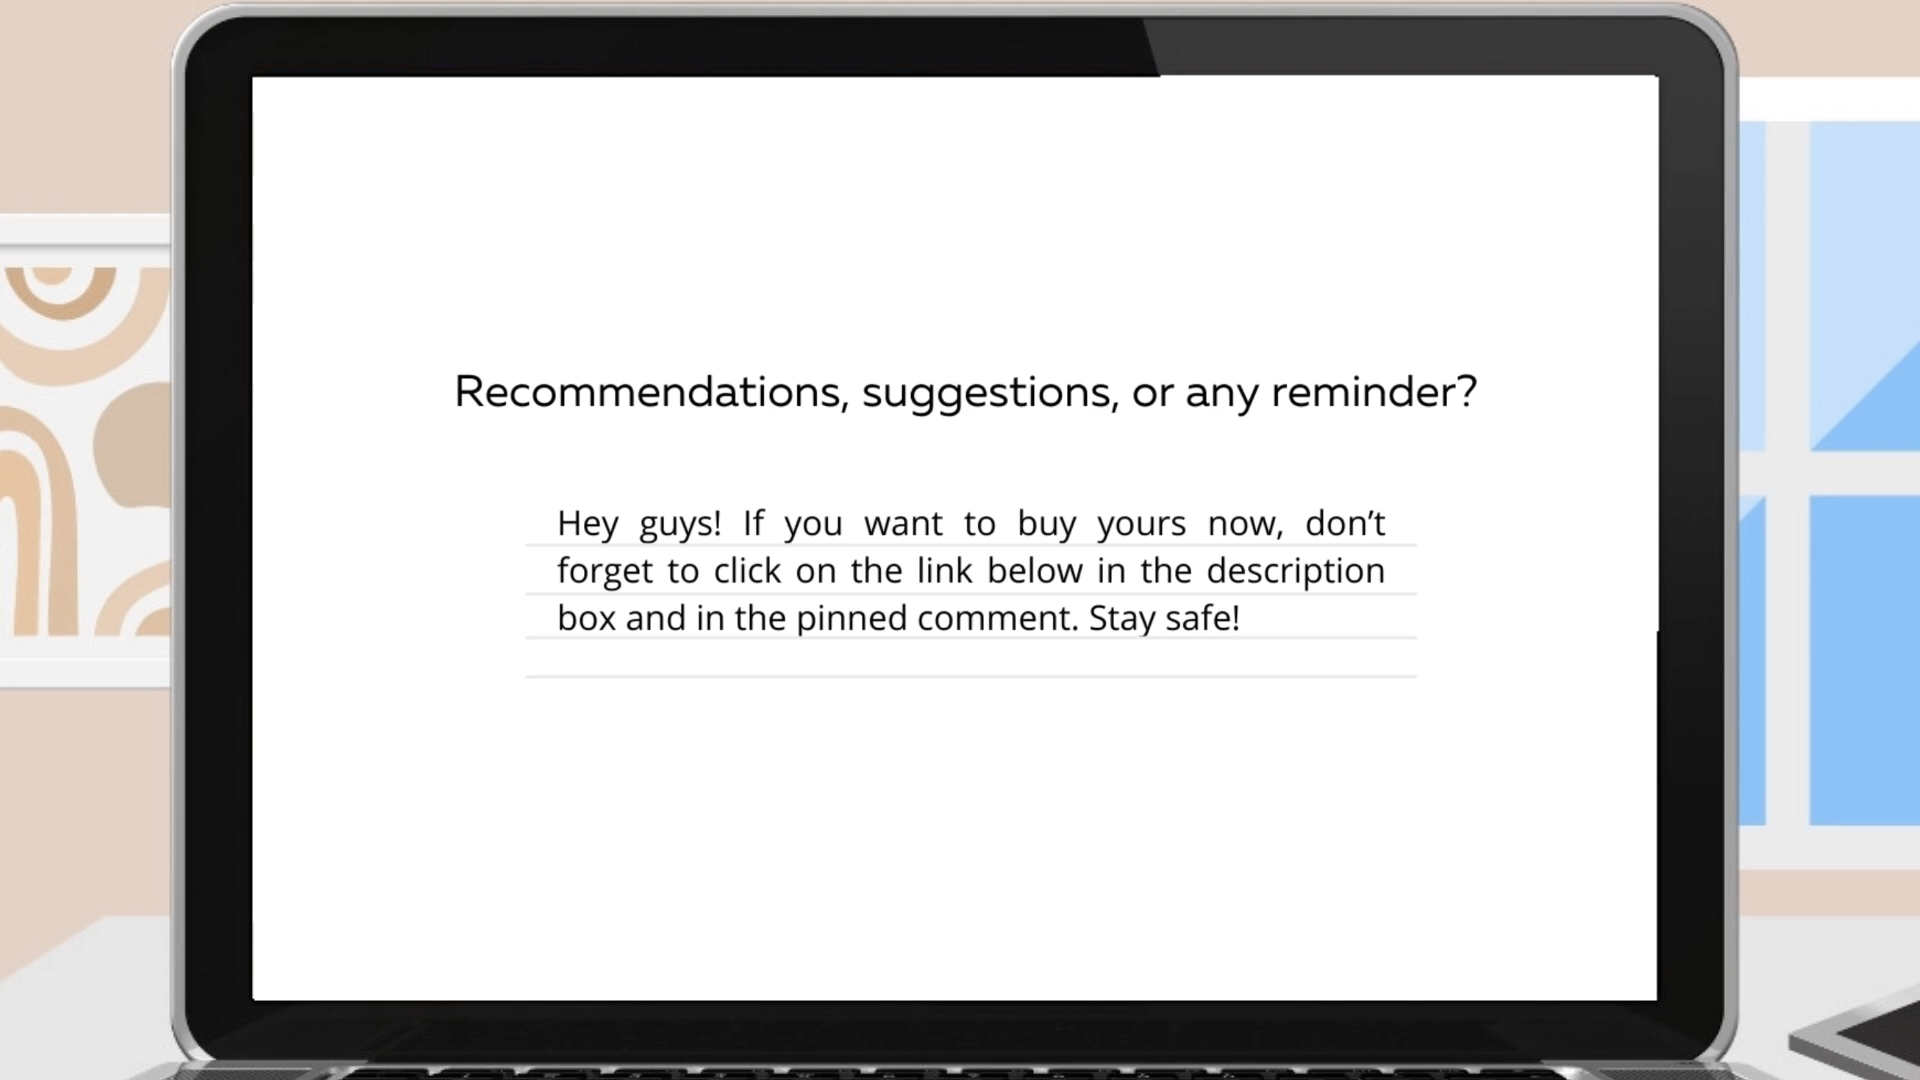 Recommendations, suggestions, or any reminder?
Hey guys! If you want to buy yours now, don’t
forget to click on the link below in the description
box and in the pinned comment. Stay safe!